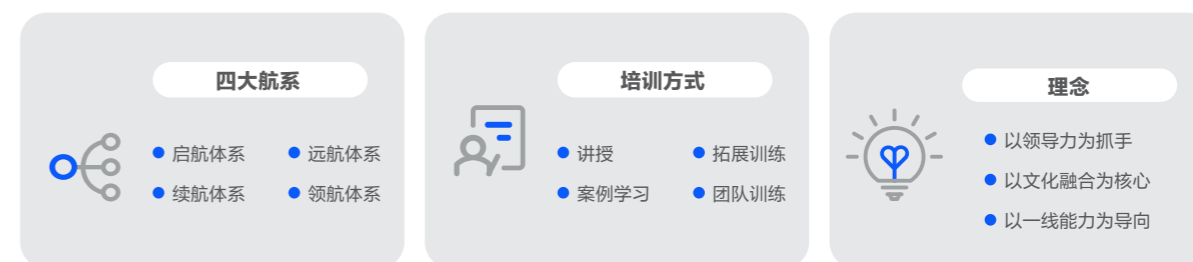 四大航系
启航体系
远航体系
续航体系
领航体系
培训方式
讲授
拓展训练
案例学习
团队训练
理念
以领导力为抓手
以文化融合为核心
以一线能力为导向